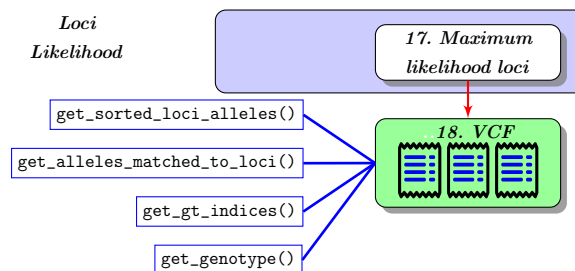 Loci
Likelihood
17. Maximum
likelihood loci
get_sorted_loci_alleles()
18. VCF
get_alleles_matched_to_loci()
get_gt_indices()
get_genotype()